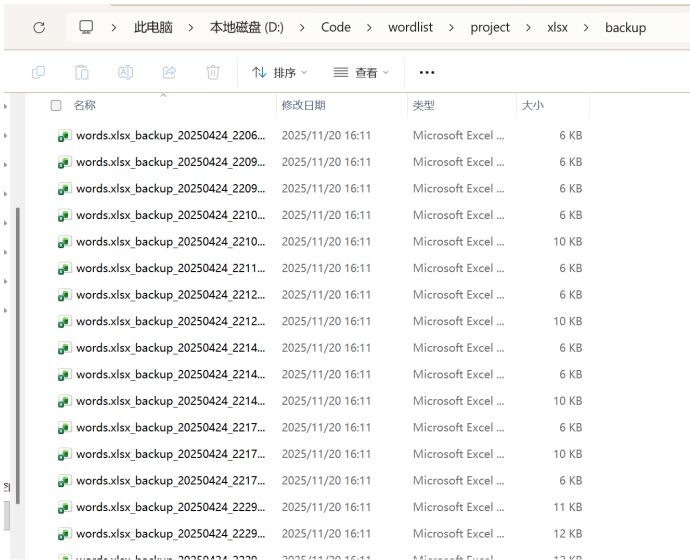 此电脑 > 本地磁盘 (D:) > Code > wordlist > project > xlsx > backup
排序 查看 ...
名称 修改日期 类型 大小
words.xlsx_backup_20250424_2206... 2025/11/20 16:11 Microsoft Excel ... 6 KB
words.xlsx_backup_20250424_2209... 2025/11/20 16:11 Microsoft Excel ... 6 KB
words.xlsx_backup_20250424_2209... 2025/11/20 16:11 Microsoft Excel ... 6 KB
words.xlsx_backup_20250424_2210... 2025/11/20 16:11 Microsoft Excel ... 6 KB
words.xlsx_backup_20250424_2210... 2025/11/20 16:11 Microsoft Excel ... 10 KB
words.xlsx_backup_20250424_2211... 2025/11/20 16:11 Microsoft Excel ... 6 KB
words.xlsx_backup_20250424_2212... 2025/11/20 16:11 Microsoft Excel ... 6 KB
words.xlsx_backup_20250424_2212... 2025/11/20 16:11 Microsoft Excel ... 10 KB
words.xlsx_backup_20250424_2214... 2025/11/20 16:11 Microsoft Excel ... 6 KB
words.xlsx_backup_20250424_2214... 2025/11/20 16:11 Microsoft Excel ... 6 KB
words.xlsx_backup_20250424_2214... 2025/11/20 16:11 Microsoft Excel ... 10 KB
words.xlsx_backup_20250424_2217... 2025/11/20 16:11 Microsoft Excel ... 6 KB
words.xlsx_backup_20250424_2217... 2025/11/20 16:11 Microsoft Excel ... 10 KB
words.xlsx_backup_20250424_2217... 2025/11/20 16:11 Microsoft Excel ... 6 KB
words.xlsx_backup_20250424_2229... 2025/11/20 16:11 Microsoft Excel ... 11 KB
words.xlsx_backup_20250424_2229... 2025/11/20 16:11 Microsoft Excel ... 12 KB